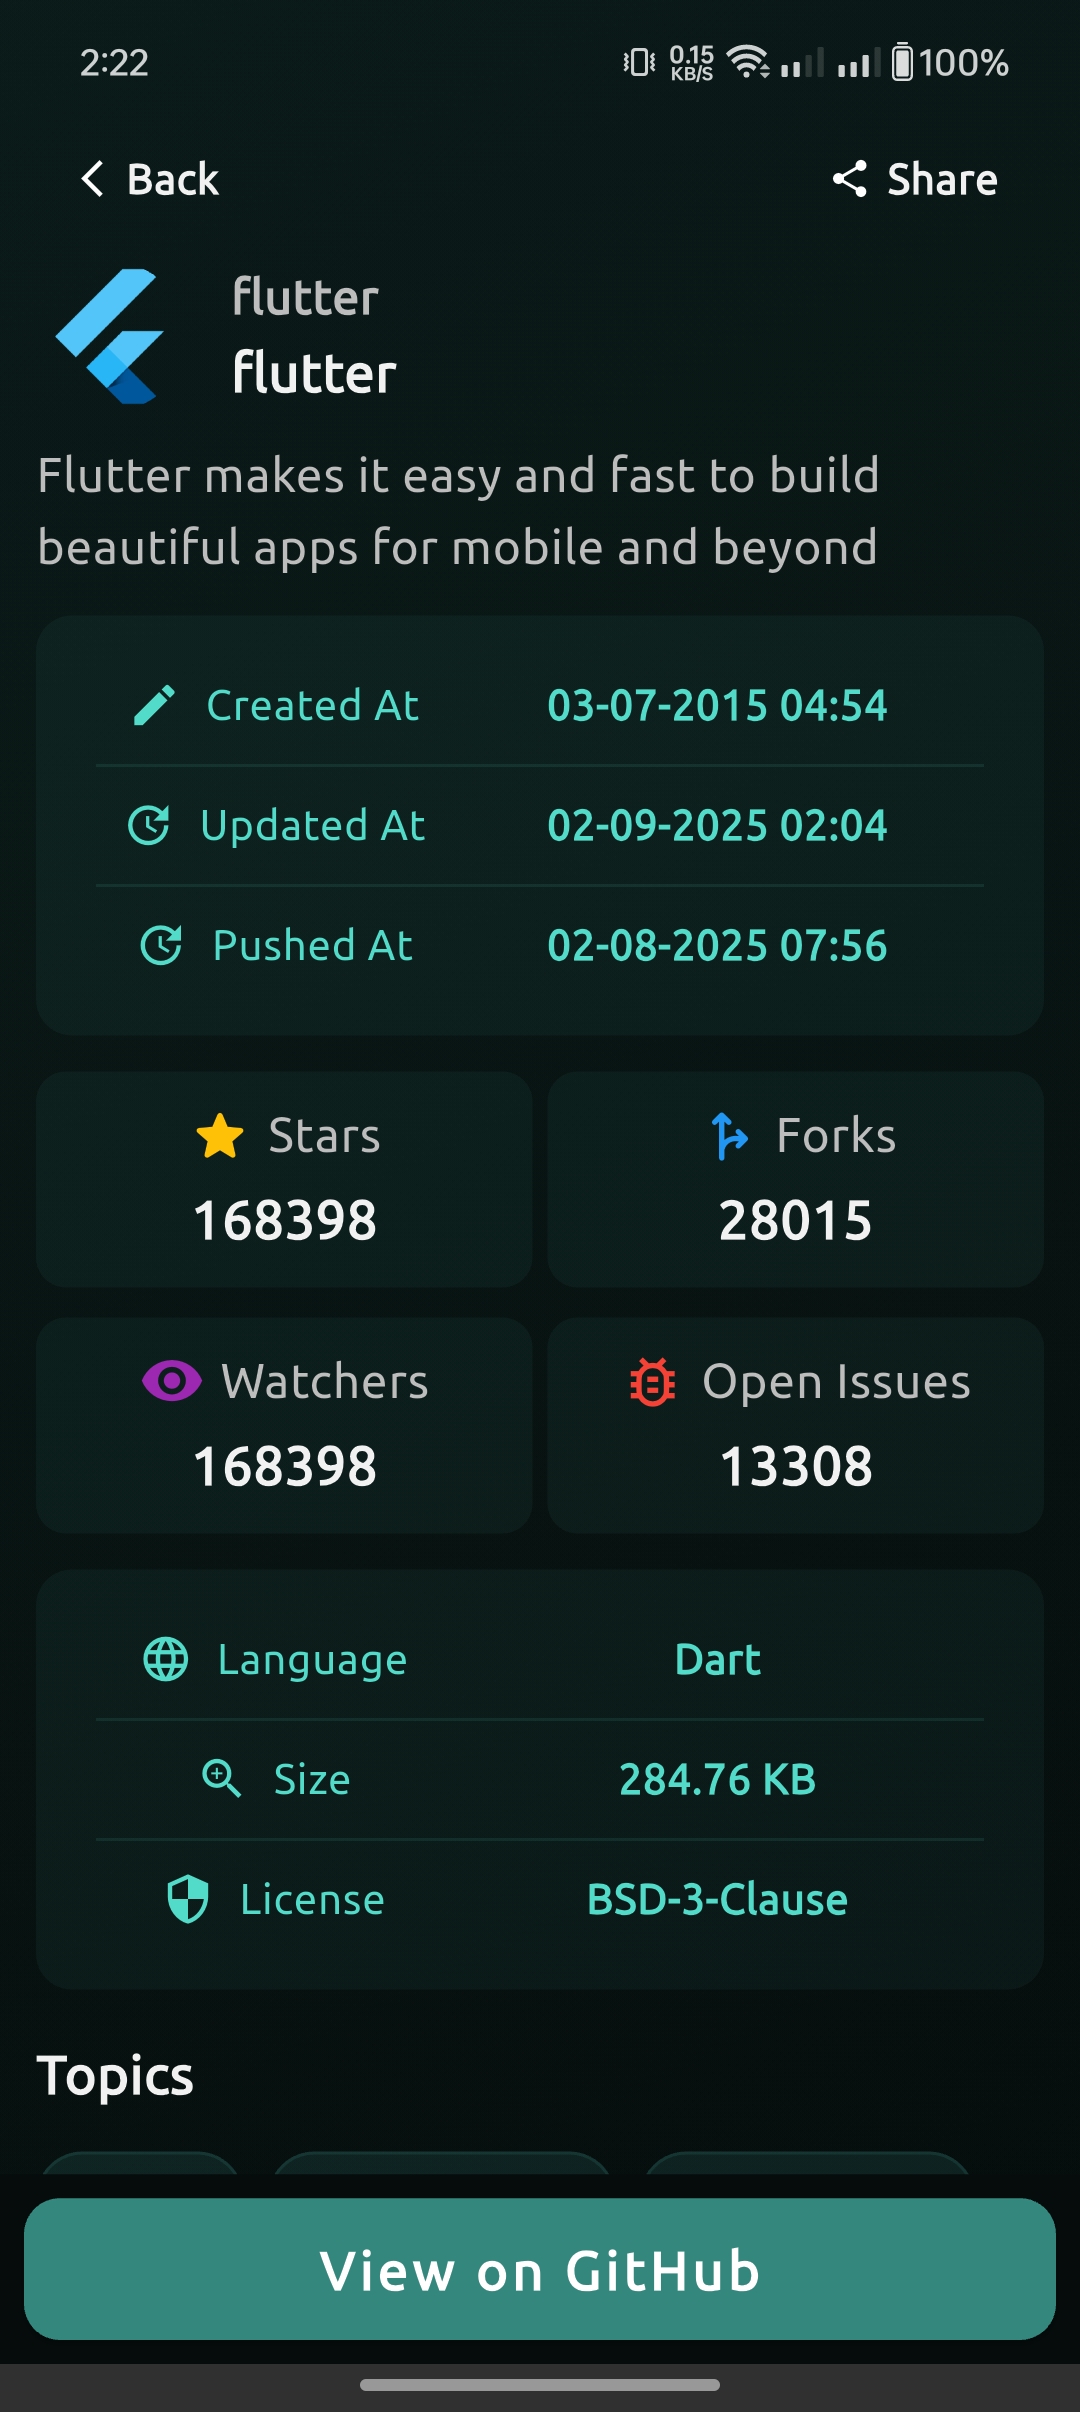 2:22
0.15
KB/S
100%
Back
Share
flutter
flutter
Flutter makes it easy and fast to build
beautiful apps for mobile and beyond
Created At 03-07-2015 04:54
Updated At 02-09-2025 02:04
Pushed At 02-08-2025 07:56
Stars
168398
Forks
28015
Watchers
168398
Open Issues
13308
Language Dart
Size 284.76 KB
License BSD-3-Clause
Topics
View on GitHub